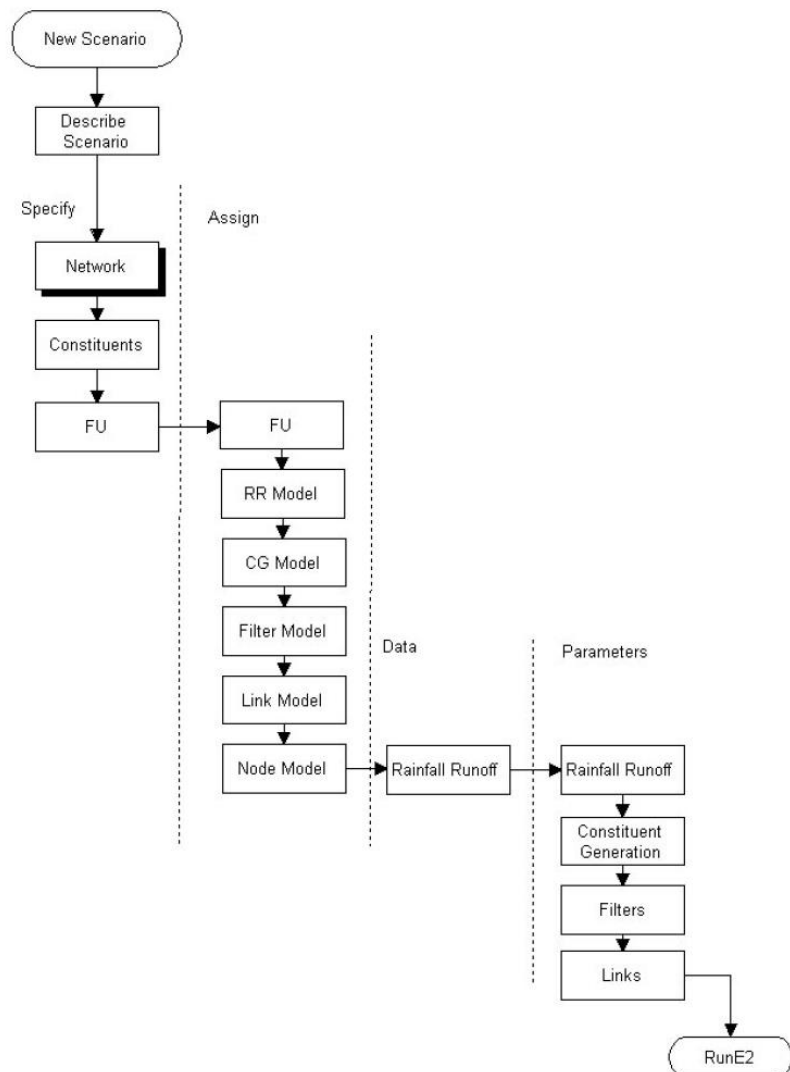 New Scenario
Describe
Scenario
Specify
Assign
Network
Constituents
FU
FU
RR Model
CG Model
Filter Model
Data
Parameters
Link Model
Node Model
Rainfall Runoff
Rainfall Runoff
Constituent
Generation
Filters
Links
RunE2